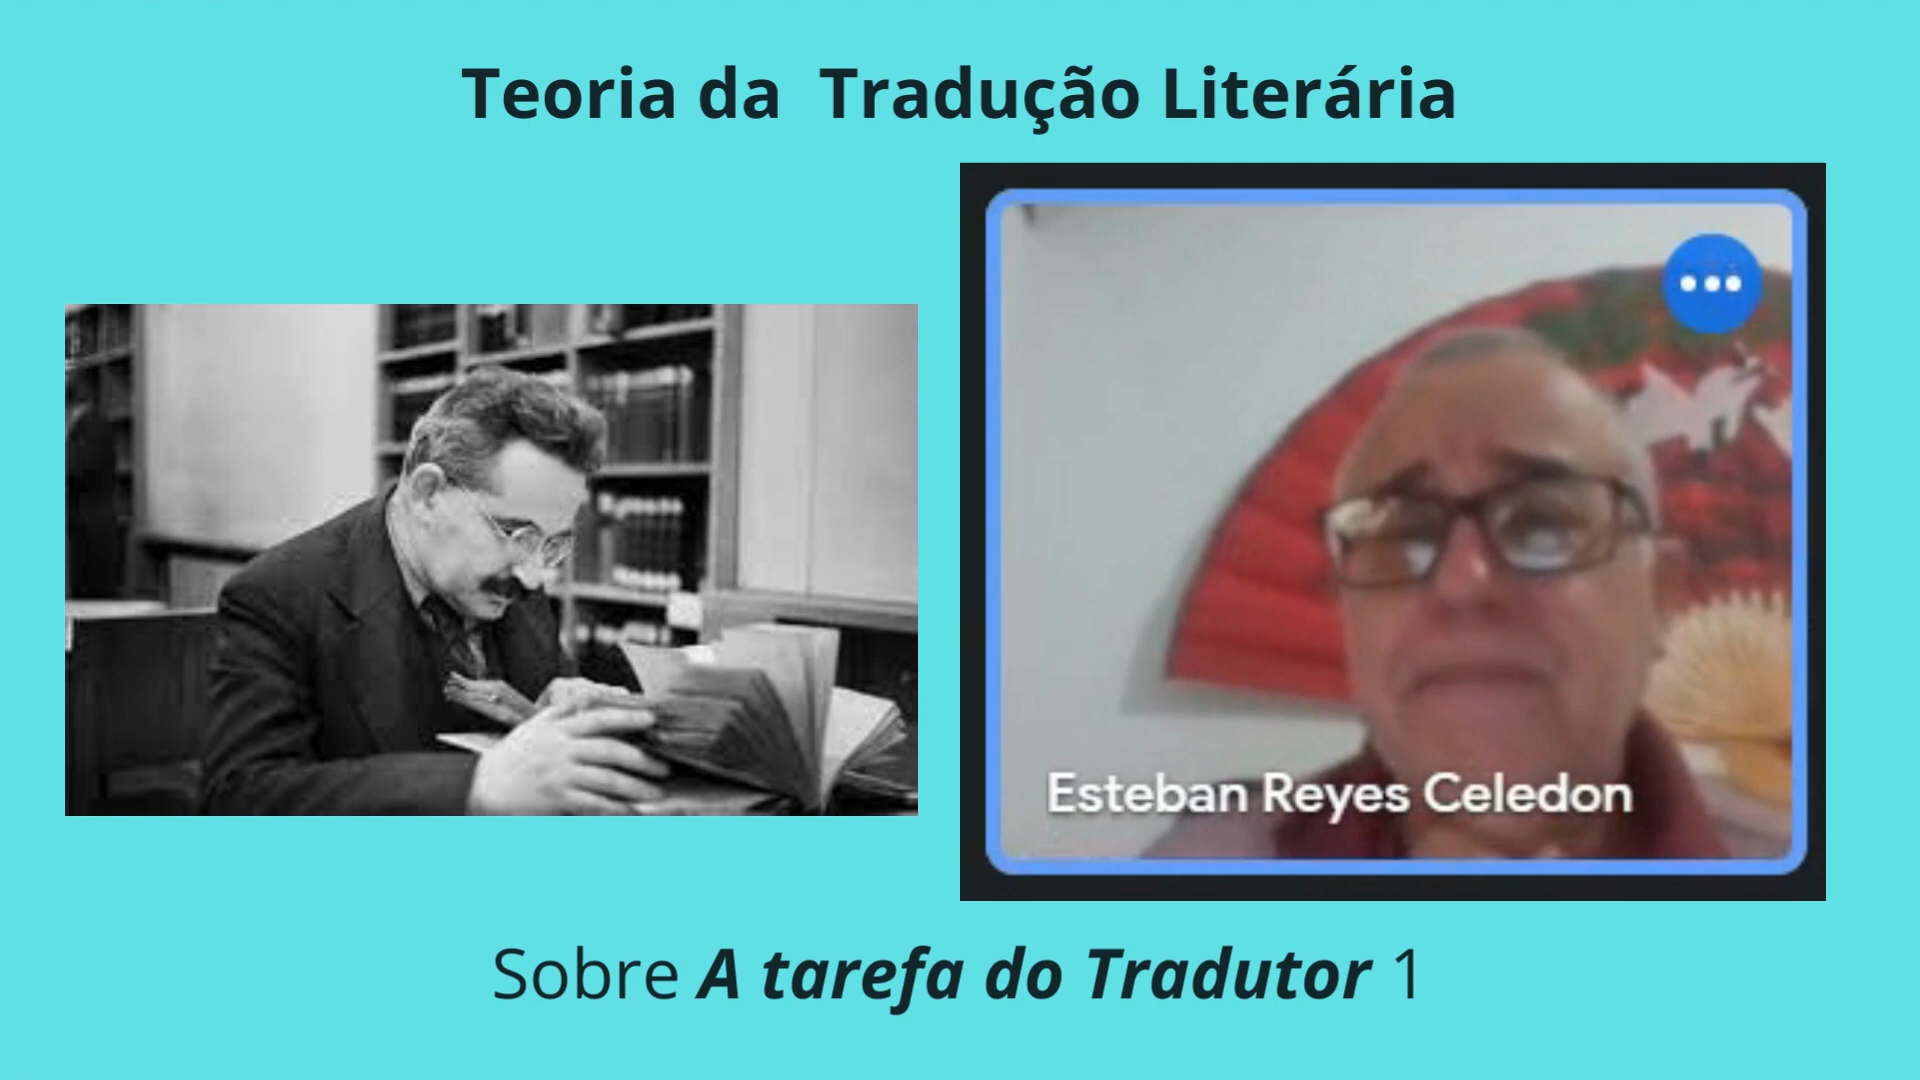 Teoria da Tradução Literária
Esteban Reyes Celedon
Sobre A tarefa do Tradutor 1